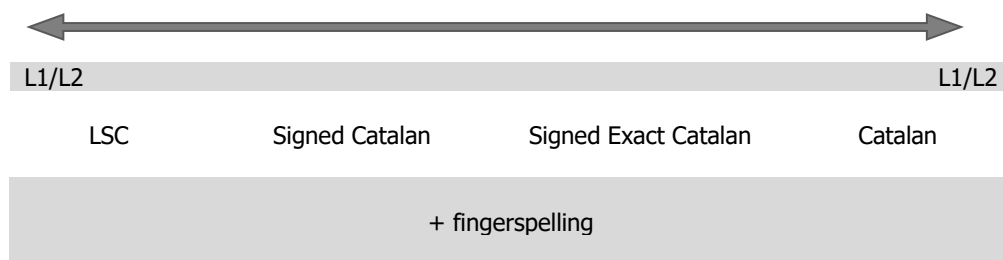 L1/L2 L1/L2
LSC Signed Catalan Signed Exact Catalan Catalan
+ fingerspelling